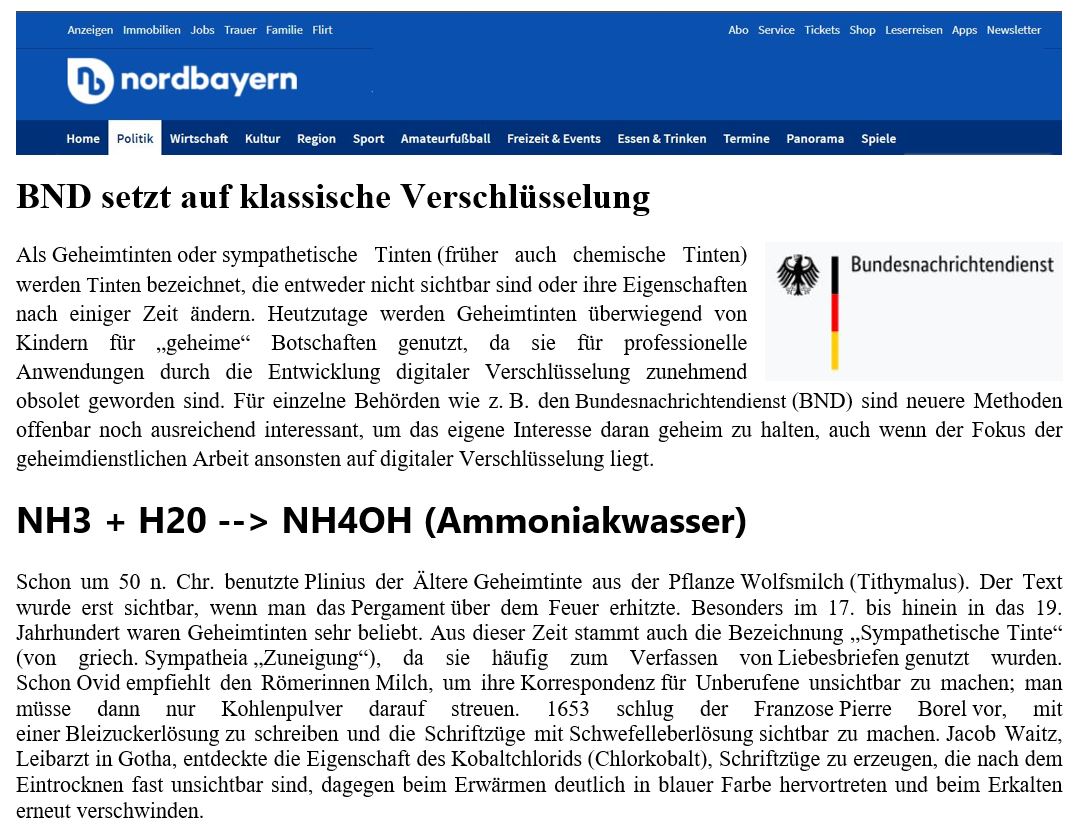 Anzeigen Immobilien Jobs Trauer Familie Flirt Abo Service Tickets Shop Leserreisen Apps Newsletter
nordbayern
Home Politik Wirtschaft Kultur Region Sport Amateurfußball Freizeit & Events Essen & Trinken Termine Panorama Spiele
BND setzt auf klassische Verschlüsselung
Als Geheimtinten oder sympathetische Tinten (früher auch chemische Tinten)
werden Tinten bezeichnet, die entweder nicht sichtbar sind oder ihre Eigenschaften
nach einiger Zeit ändern. Heutzutage werden Geheimtinten überwiegend von
Kindern für „geheime“ Botschaften genutzt, da sie für professionelle
Anwendungen durch die Entwicklung digitaler Verschlüsselung zunehmend
Bundesnachrichtendienst
obsolet geworden sind. Für einzelne Behörden wie z. B. den Bundesnachrichtendienst (BND) sind neuere Methoden
offenbar noch ausreichend interessant, um das eigene Interesse daran geheim zu halten, auch wenn der Fokus der
geheimdienstlichen Arbeit ansonsten auf digitaler Verschlüsselung liegt.
NH3 + H20 --> NH4OH (Ammoniakwasser)
Schon um 50 n. Chr. benutzte Plinius der Ältere Geheimtinte aus der Pflanze Wolfsmilch (Tithymalus). Der Text
wurde erst sichtbar, wenn man das Pergament über dem Feuer erhitzte. Besonders im 17. bis hinein in das 19.
Jahrhundert waren Geheimtinten sehr beliebt. Aus dieser Zeit stammt auch die Bezeichnung „Sympathetische Tinte“
(von griech. Sympatheia „Zuneigung“), da sie häufig zum Verfassen von Liebesbriefen genutzt wurden.
Schon Ovid empfiehlt den Römerinnen Milch, um ihre Korrespondenz für Unberufene unsichtbar zu machen; man
müsse dann nur Kohlenpulver darauf streuen. 1653 schlug der Franzose Pierre Borel vor, mit
einer Bleizuckerlösung zu schreiben und die Schriftzüge mit Schwefelleberlösung sichtbar zu machen. Jacob Waitz,
Leibarzt in Gotha, entdeckte die Eigenschaft des Kobaltchlorids (Chlorkobalt), Schriftzüge zu erzeugen, die nach dem
Eintrocknen fast unsichtbar sind, dagegen beim Erwärmen deutlich in blauer Farbe hervortreten und beim Erkalten
erneut verschwinden.